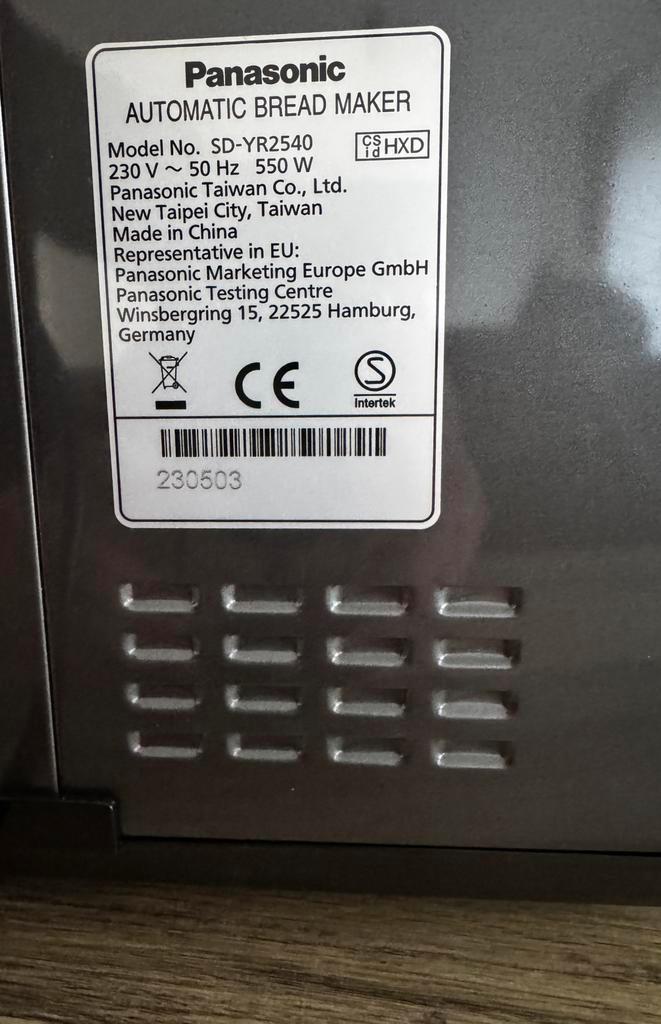 Panasonic
AUTOMATIC BREAD MAKER
Model No. SD-YR2540
CS id HXD
230 V ~ 50 Hz 550 W
Panasonic Taiwan Co., Ltd.
New Taipei City, Taiwan
Made in China
Representative in EU:
Panasonic Marketing Europe GmbH
Panasonic Testing Centre
Winsbergring 15, 22525 Hamburg,
Germany
CE
S
Intertek
230503